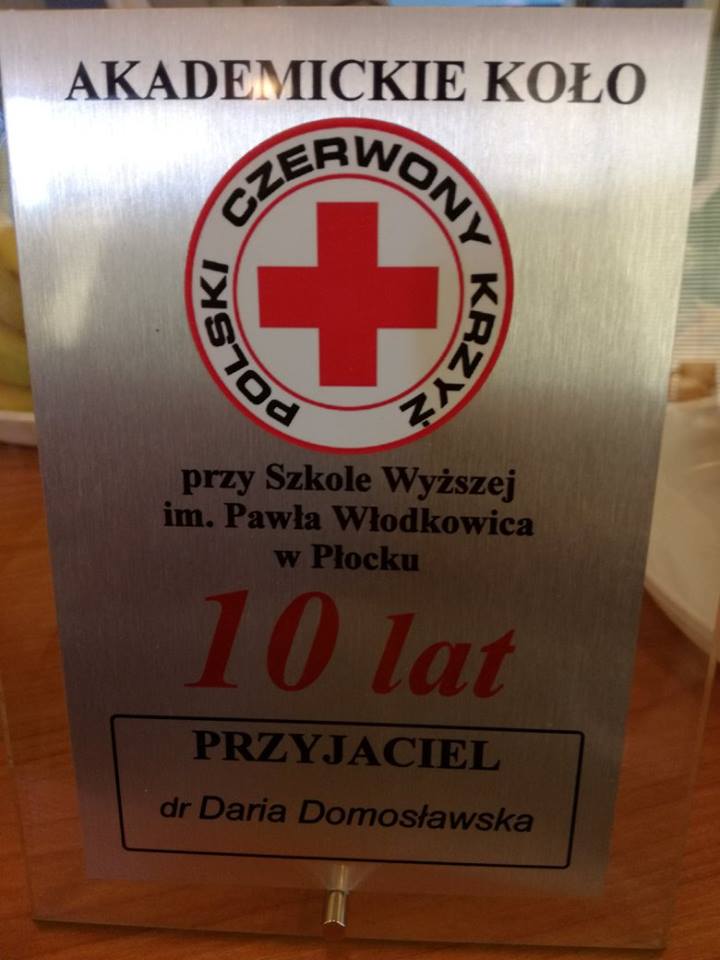 AKADEMICKIE KOŁO
POLSKI CZERWONY KRZYŻ
przy Szkole Wyższej
im. Pawła Włodkowica
w Płocku
10 lat
PRZYJACIEL
dr Daria Domosławska